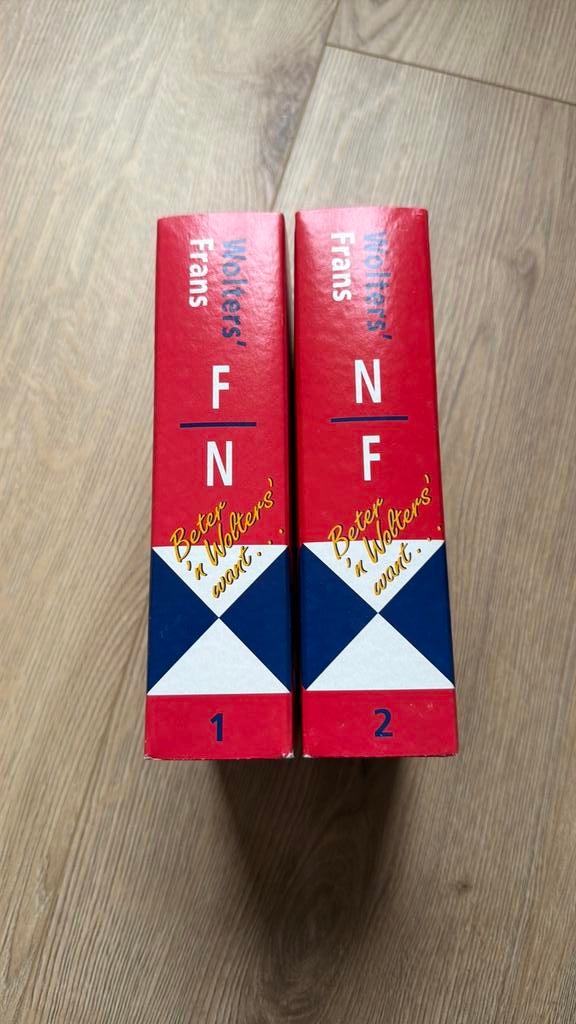 Wolters'
Frans
F
N
Beter
'n Wolters'
want...
1
Wolters'
Frans
N
F
Beter
'n Wolters'
want...
2